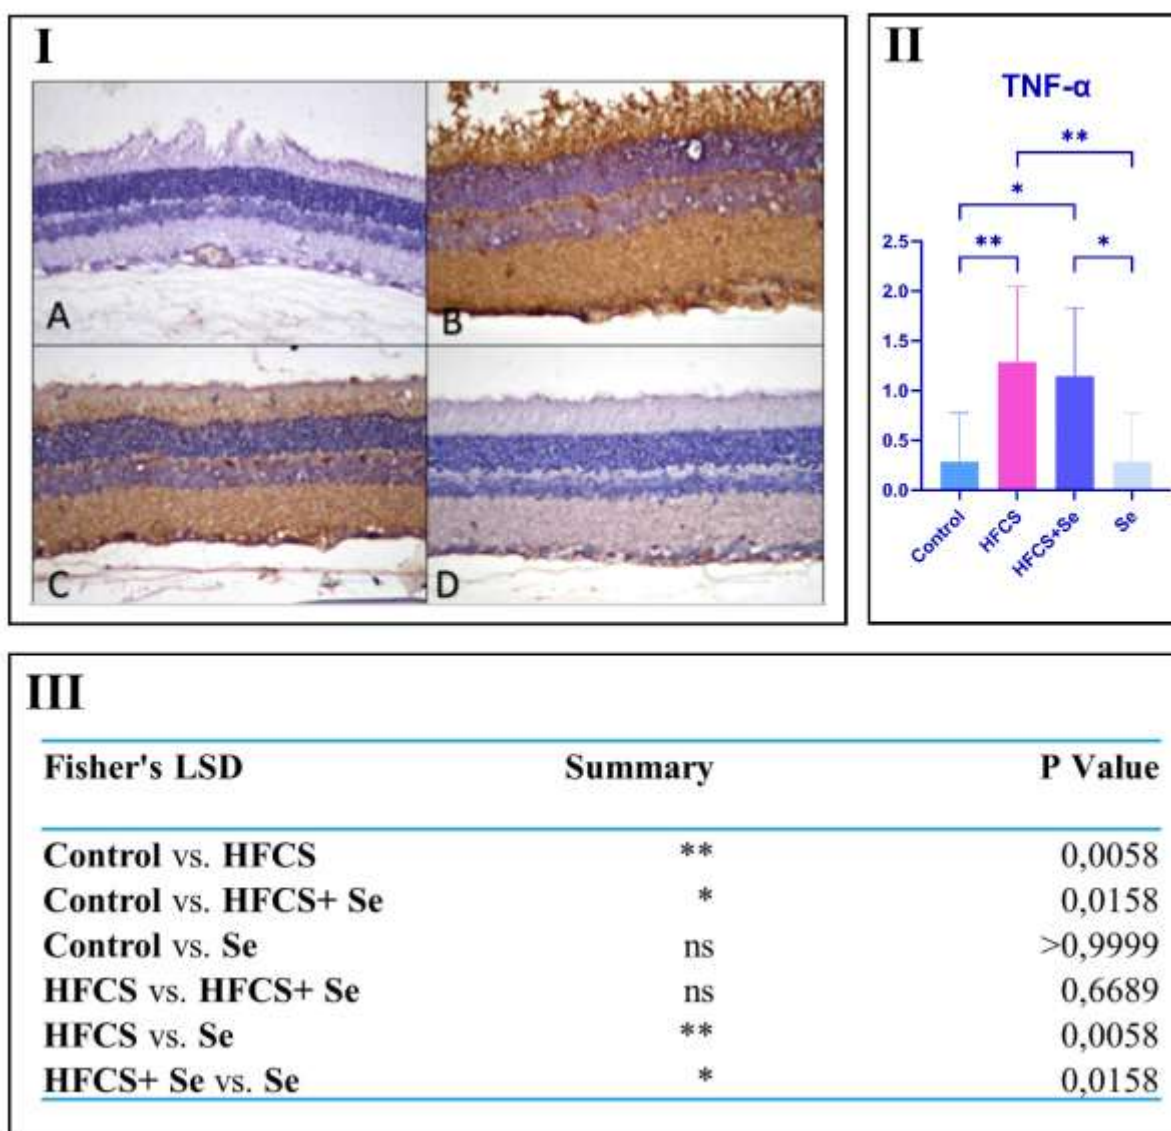 I
A
B
C
D
II
TNF-α
**
*
** *
2.5
2.0
1.5
1.0
0.5
0.0
Control HFCS HFCS+Se Se
III
Fisher's LSD Summary P Value
Control vs. HFCS ** 0,0058
Control vs. HFCS+ Se * 0,0158
Control vs. Se ns >0,9999
HFCS vs. HFCS+ Se ns 0,6689
HFCS vs. Se ** 0,0058
HFCS+ Se vs. Se * 0,0158